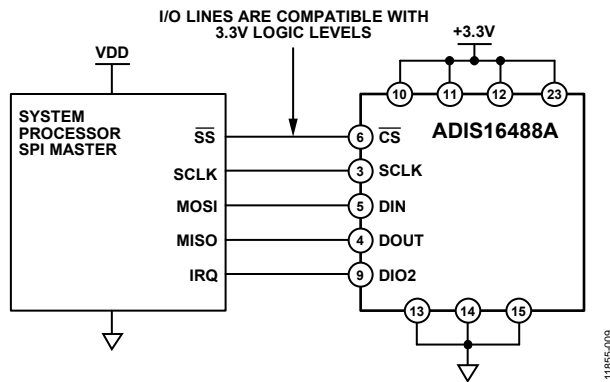 I/O LINES ARE COMPATIBLE WITH
3.3V LOGIC LEVELS
VDD
+3.3V
10
11
12
23
SYSTEM
PROCESSOR
SPI MASTER
ADIS16488A
SS
6
CS
SCLK
3
SCLK
MOSI
5
DIN
MISO
4
DOUT
IRQ
9
DIO2
13
14
15
11855-009